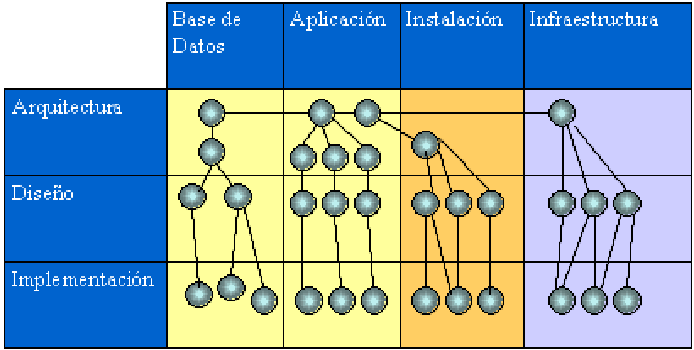 Base de
Datos
Aplicación
Instalación
Infraestructura
Arquitectura
Diseño
Implementación